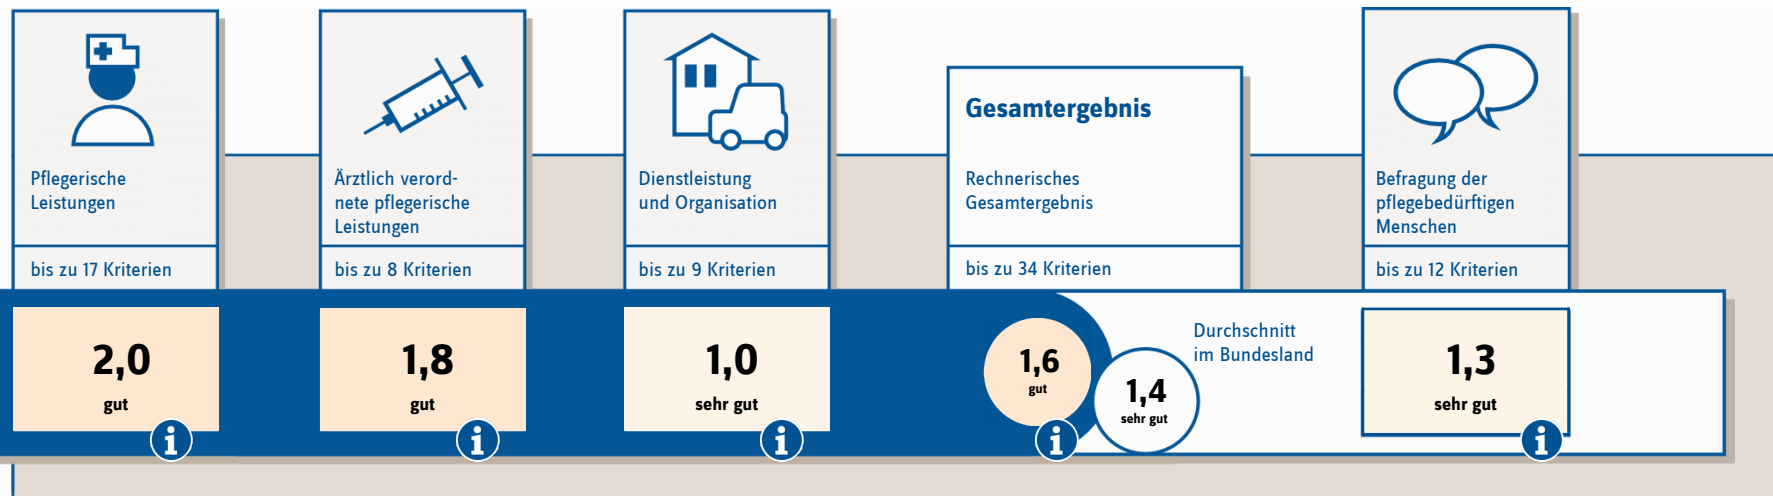 Pflegerische
Leistungen
bis zu 17 Kriterien
2,0
gut
i
Ärztlich verord-
nete pflegerische
Leistungen
bis zu 8 Kriterien
1,8
gut
i
Dienstleistung
und Organisation
bis zu 9 Kriterien
1,0
sehr gut
i
Gesamtergebnis
Rechnerisches
Gesamtergebnis
bis zu 34 Kriterien
1,6
gut
i
Durchschnitt
im Bundesland
1,4
sehr gut
Befragung der
pflegebedürftigen
Menschen
bis zu 12 Kriterien
1,3
sehr gut
i